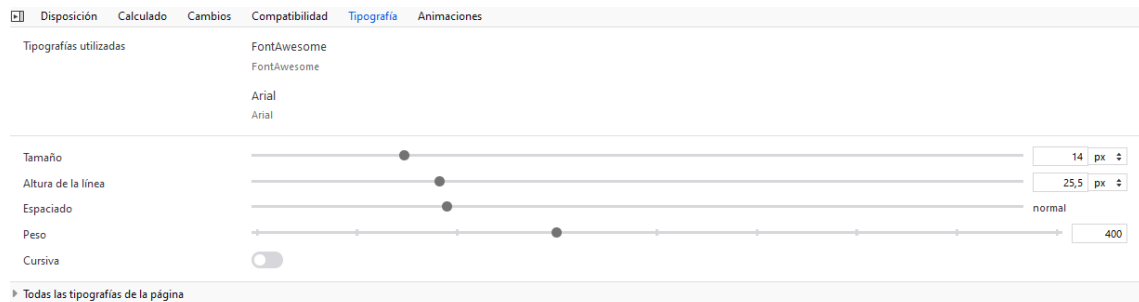 Disposición Calculado Cambios Compatibilidad Tipografía Animaciones
Tipografías utilizadas FontAwesome
FontAwesome
Arial
Arial
Tamaño 14 px
Altura de la línea 25,5 px
Espaciado normal
Peso 400
Cursiva
Todas las tipografías de la página